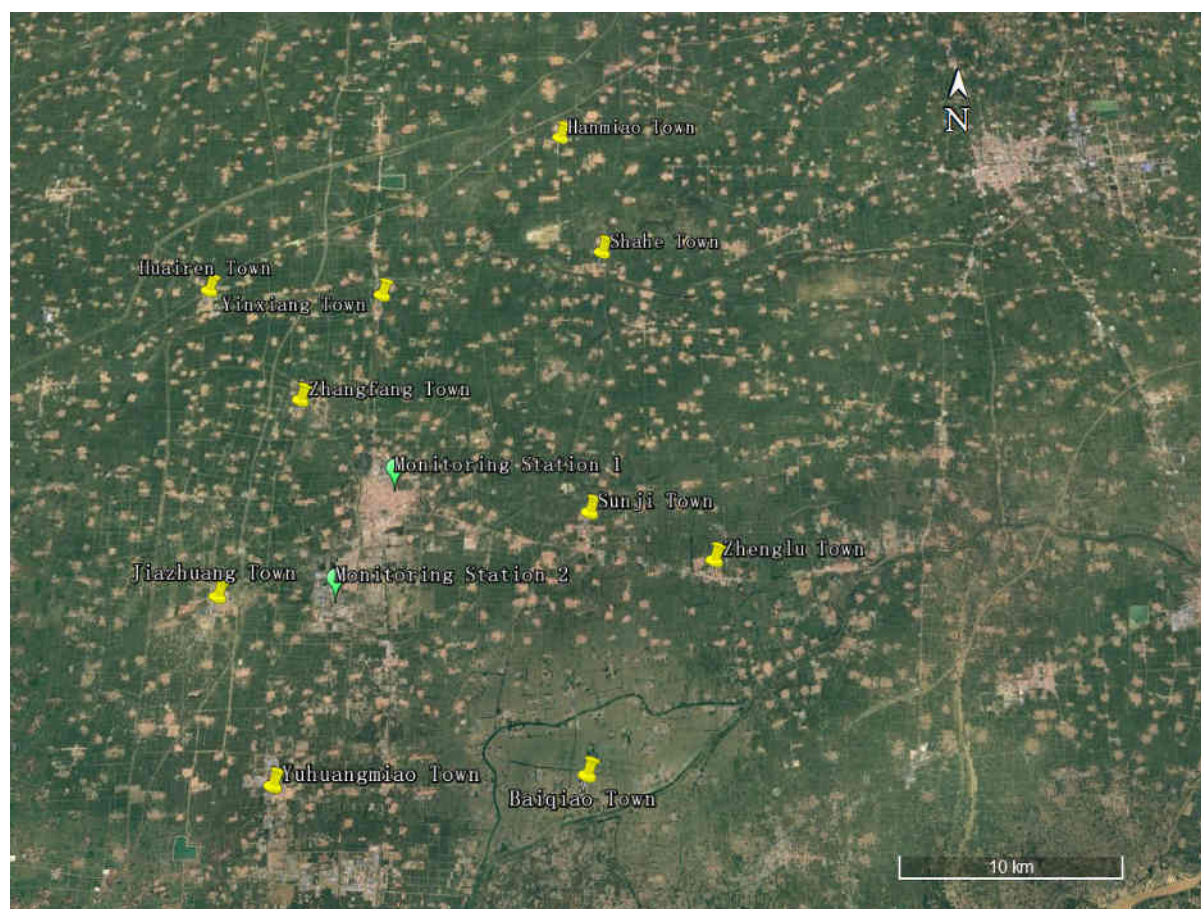 Hanmiao Town
N
Shahe Town
Huairen Town
Yinxiang Town
Zhangfang Town
Monitoring Station 1
Sunji Town
Zhenglu Town
Jiazhuang Town
Monitoring Station 2
Yuhuangmiao Town
Baiqiao Town
10 km